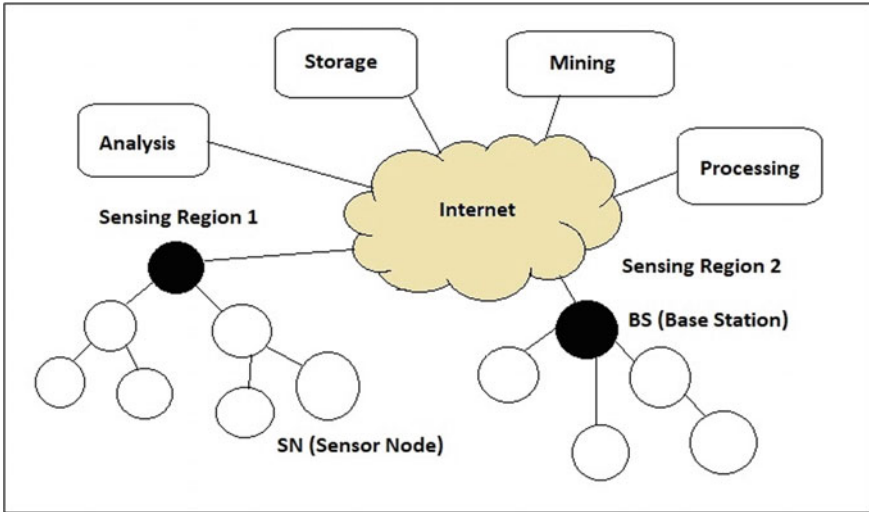 Storage
Mining
Analysis
Processing
Internet
Sensing Region 1
Sensing Region 2
BS (Base Station)
SN (Sensor Node)